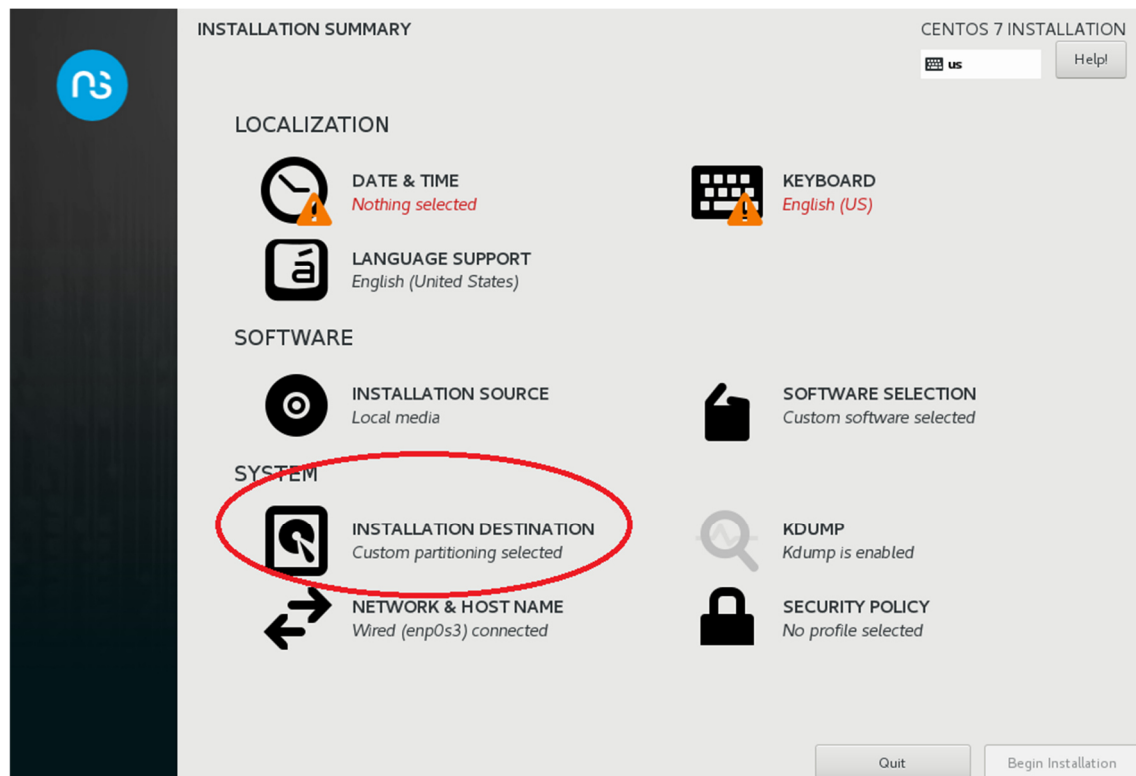 INSTALLATION SUMMARY
CENTOS 7 INSTALLATION
us
Help!
LOCALIZATION
DATE & TIME
Nothing selected
KEYBOARD
English (US)
LANGUAGE SUPPORT
English (United States)
SOFTWARE
INSTALLATION SOURCE
Local media
SOFTWARE SELECTION
Custom software selected
SYSTEM
INSTALLATION DESTINATION
Custom partitioning selected
KDUMP
Kdump is enabled
NETWORK & HOST NAME
Wired (enp0s3) connected
SECURITY POLICY
No profile selected
Quit
Begin Installation